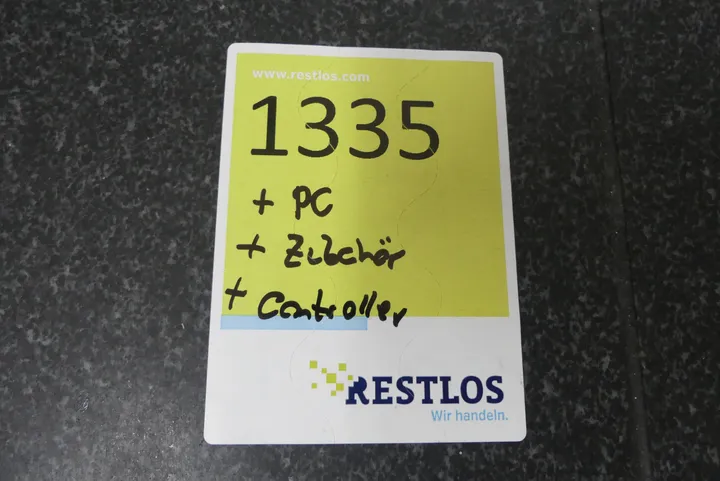 www.restlos.com
1335
+ PC
+ Zubehör
+ Controller
RESTLOS
Wir handeln.